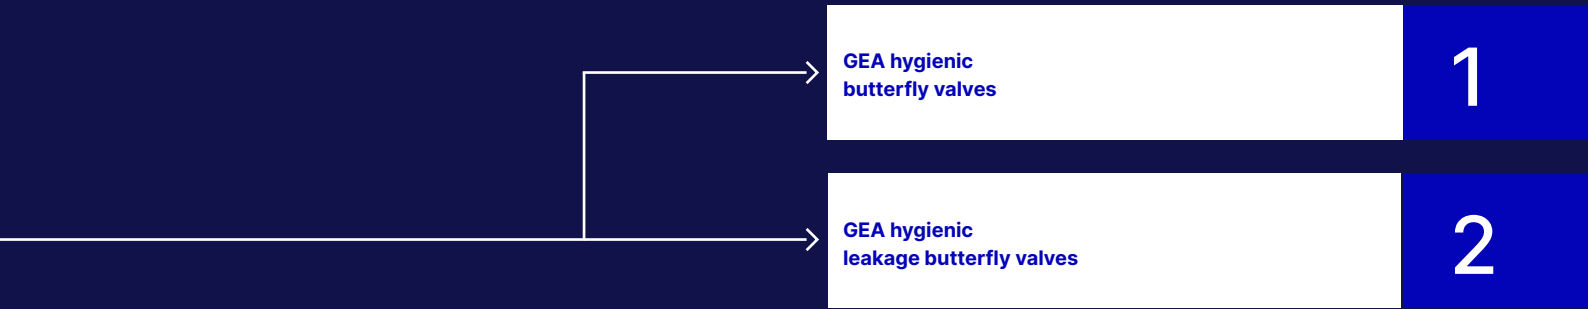 GEA hygienic
butterfly valves
1
GEA hygienic
leakage butterfly valves
2